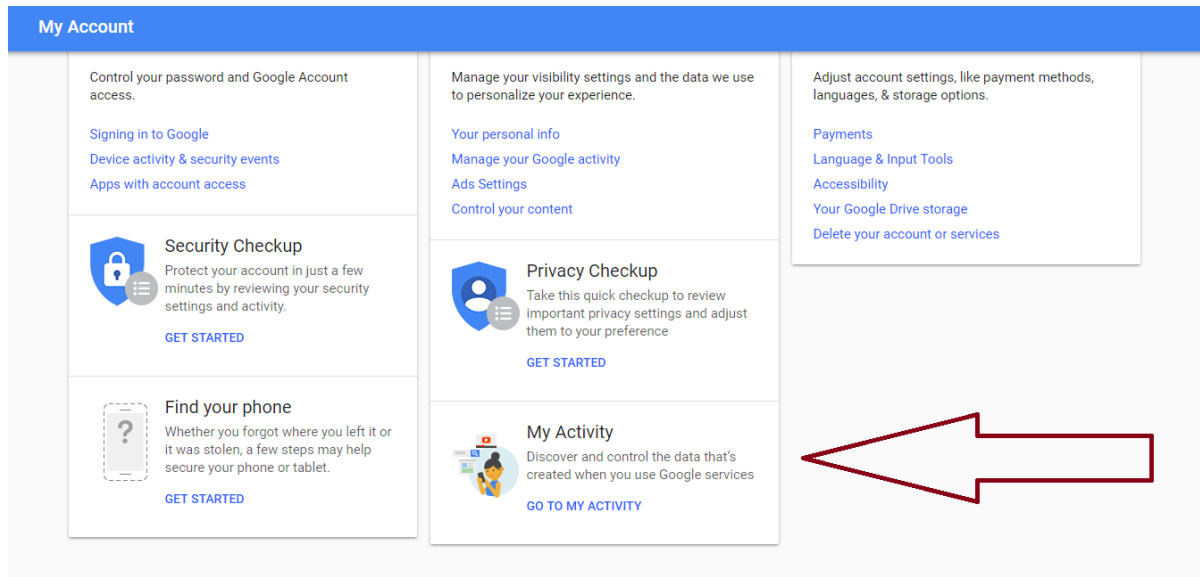 My Account
Control your password and Google Account
access.
Signing in to Google
Device activity & security events
Apps with account access
Security Checkup
Protect your account in just a few
minutes by reviewing your security
settings and activity.
GET STARTED
Find your phone
Whether you forgot where you left it or
it was stolen, a few steps may help
secure your phone or tablet.
GET STARTED
Manage your visibility settings and the data we use
to personalize your experience.
Your personal info
Manage your Google activity
Ads Settings
Control your content
Privacy Checkup
Take this quick checkup to review
important privacy settings and adjust
them to your preference
GET STARTED
My Activity
Discover and control the data that's
created when you use Google services
GO TO MY ACTIVITY
Adjust account settings, like payment methods,
languages, & storage options.
Payments
Language & Input Tools
Accessibility
Your Google Drive storage
Delete your account or services